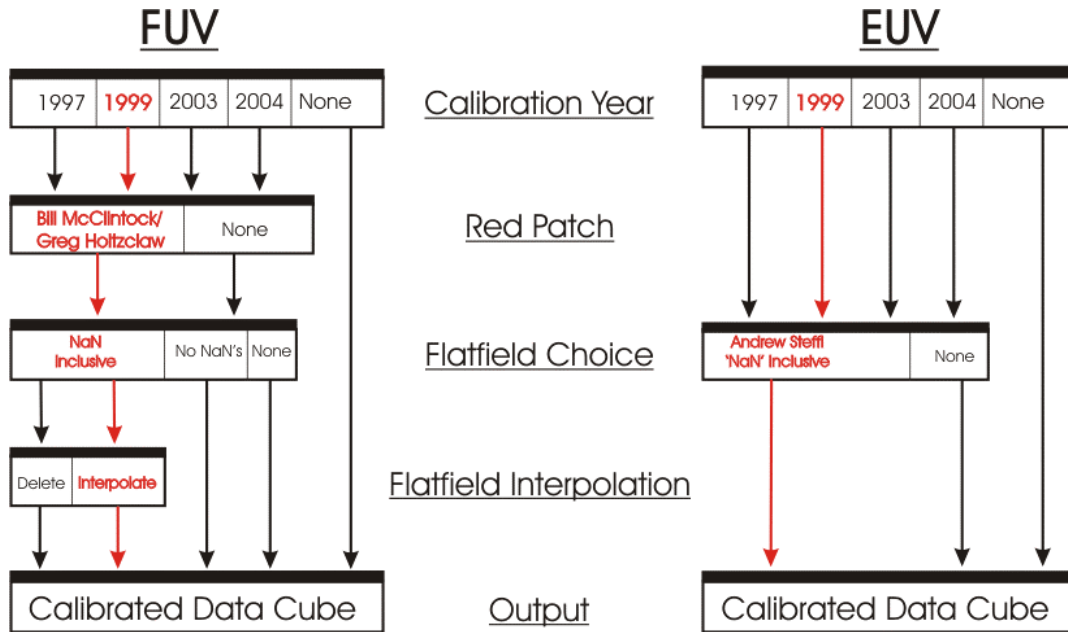 FUV
EUV
1997 1999 2003 2004 None
Calibration Year
1997 1999 2003 2004 None
Bill McClintock/
Greg Holtzclaw
None
Red Patch
NaN
Inclusive
No NaN's
None
Flatfield Choice
Andrew Steffl
'NaN' Inclusive
None
Delete
Interpolate
Flatfield Interpolation
Calibrated Data Cube
Output
Calibrated Data Cube